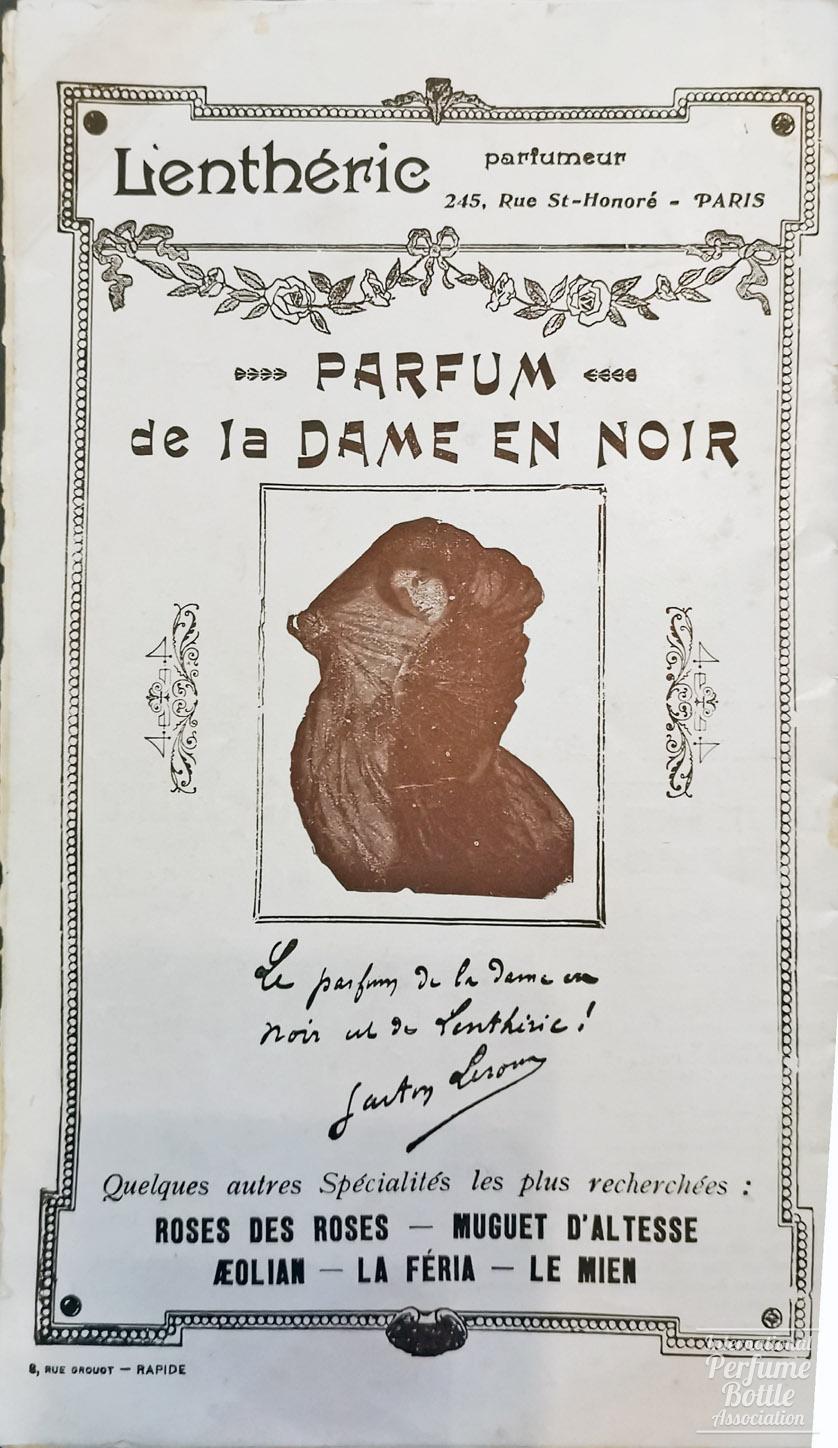 Lenthéric
parfumeur
245, Rue St-Honoré - PARIS
PARFUM
de la DAME EN NOIR
Le parfum de la dame en
noir est de Lenthéric !
Gaston Leroux
Quelques autres Spécialités les plus recherchées :
ROSES DES ROSES — MUGUET D'ALTESSE
ÆOLIAN — LA FÉRIA — LE MIEN
8, RUE DROUOT — RAPIDE
International
Perfume
Bottle
Association